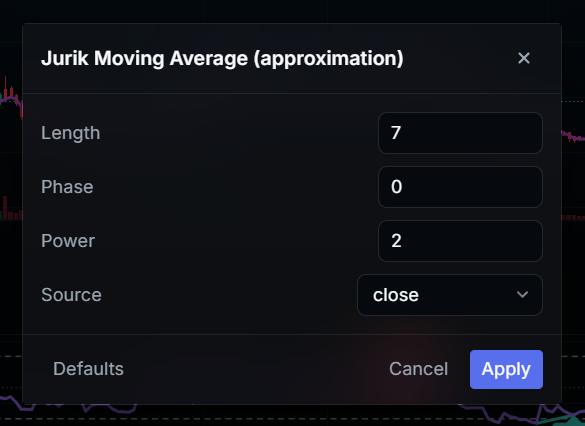 Jurik Moving Average (approximation)
Length 7
Phase 0
Power 2
Source close
Defaults Cancel Apply